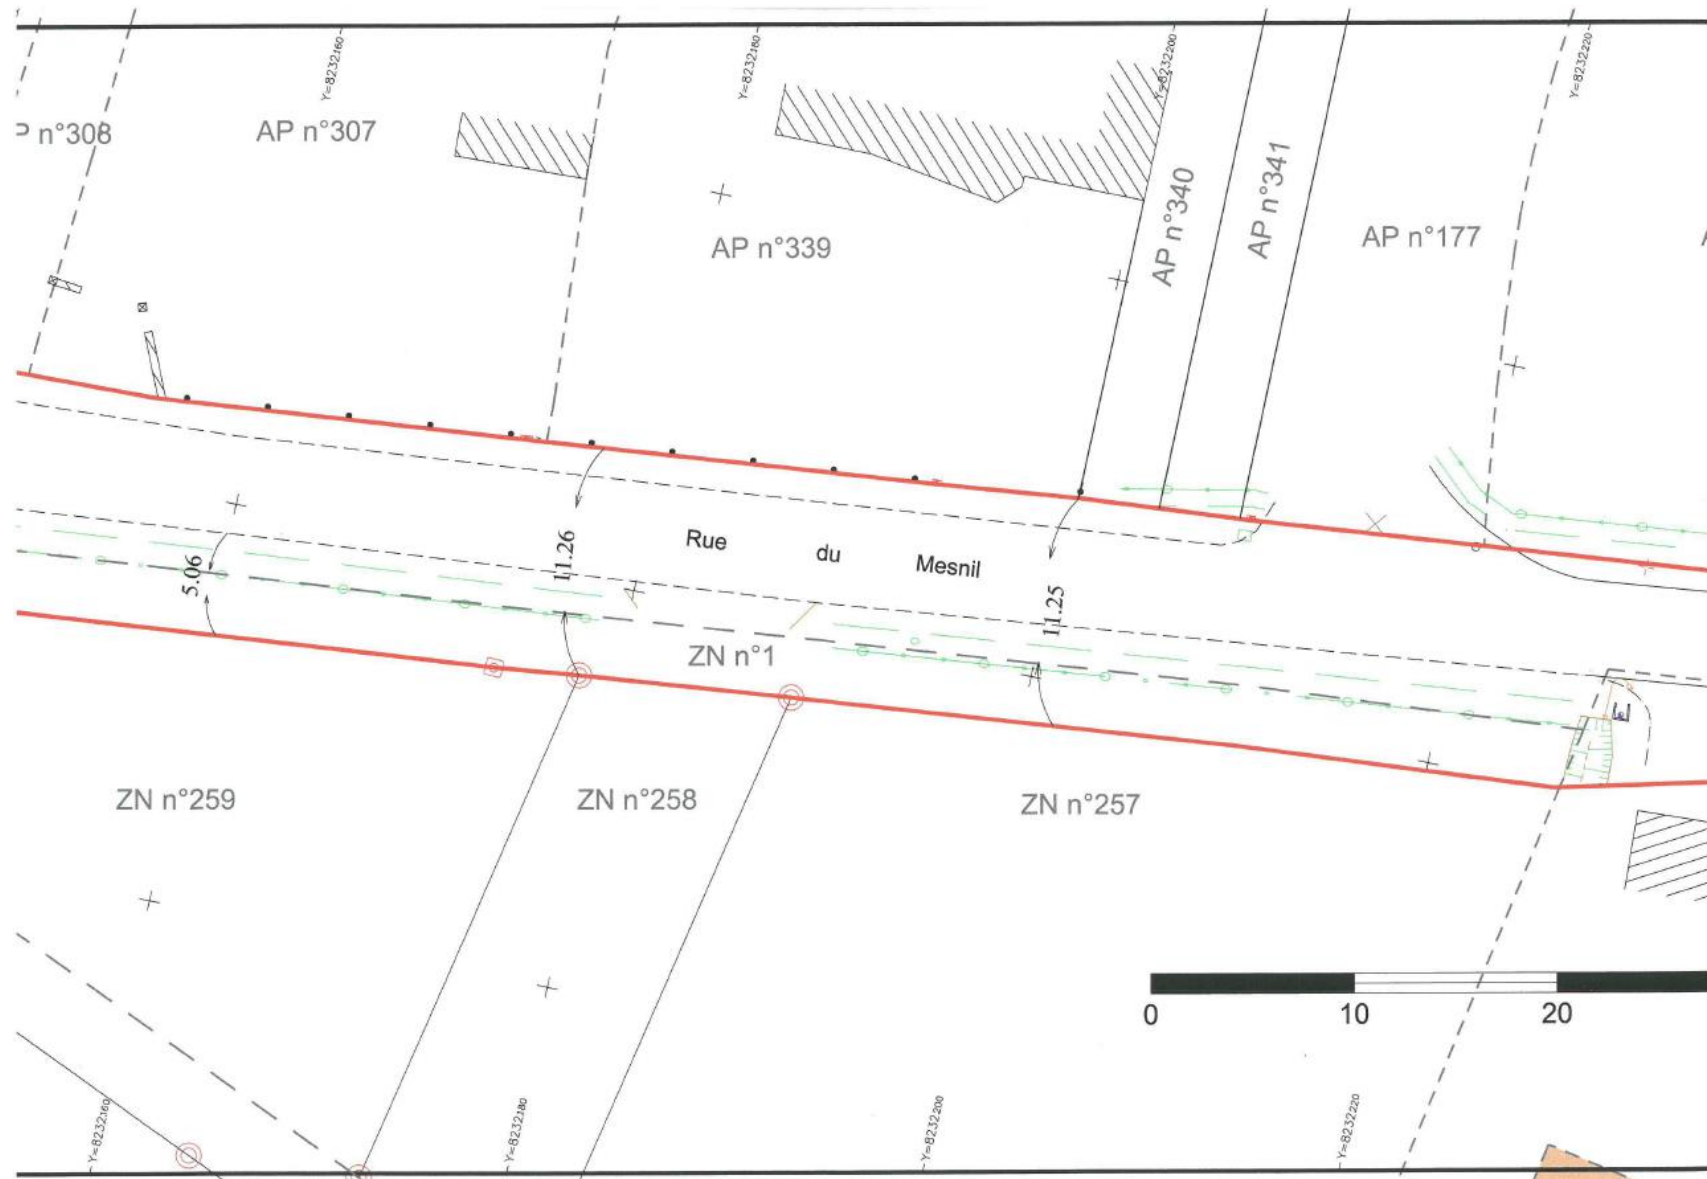 Y=8232160
Y=8232180
Y=8232200
Y=8232220
P n°308
AP n°307
AP n°339
AP n°340
AP n°341
AP n°177
5.06
11.26
Rue du Mesnil
11.25
ZN n°1
E
ZN n°259
ZN n°258
ZN n°257
0 10 20
Y=8232160
Y=8232180
Y=8232200
Y=8232220